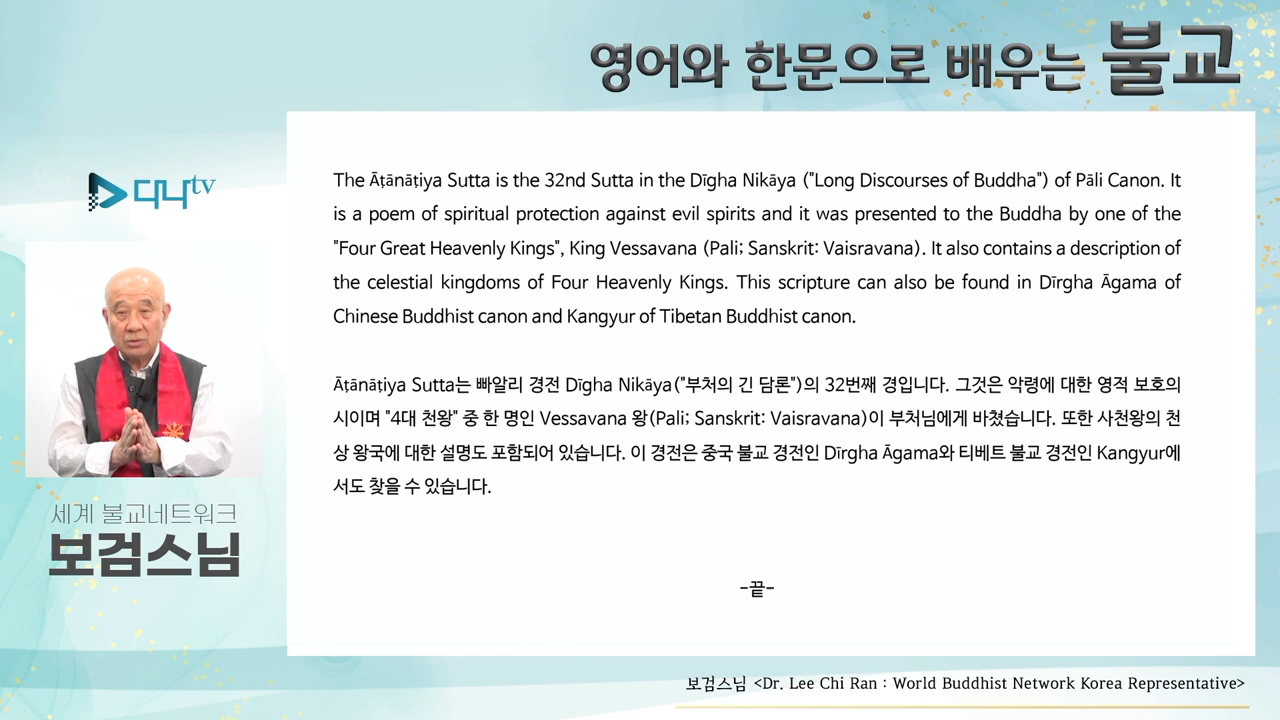 영어와 한문으로 배우는 불교
디나tv
The Āṭānāṭiya Sutta is the 32nd Sutta in the Dīgha Nikāya ("Long Discourses of Buddha") of Pāli Canon. It
is a poem of spiritual protection against evil spirits and it was presented to the Buddha by one of the
"Four Great Heavenly Kings", King Vessavana (Pali; Sanskrit: Vaisravana). It also contains a description of
the celestial kingdoms of Four Heavenly Kings. This scripture can also be found in Dīrgha Āgama of
Chinese Buddhist canon and Kangyur of Tibetan Buddhist canon.
Āṭānāṭiya Sutta는 빠알리 경전 Dīgha Nikāya("부처의 긴 담론")의 32번째 경입니다. 그것은 악령에 대한 영적 보호의
시이며 "4대 천왕" 중 한 명인 Vessavana 왕(Pali; Sanskrit: Vaisravana)이 부처님에게 바쳤습니다. 또한 사천왕의 천
상 왕국에 대한 설명도 포함되어 있습니다. 이 경전은 중국 불교 경전인 Dīrgha Āgama와 티베트 불교 경전인 Kangyur에
서도 찾을 수 있습니다.
-끝-
세계 불교네트워크
보검스님
보검스님 <Dr. Lee Chi Ran : World Buddhist Network Korea Representative>